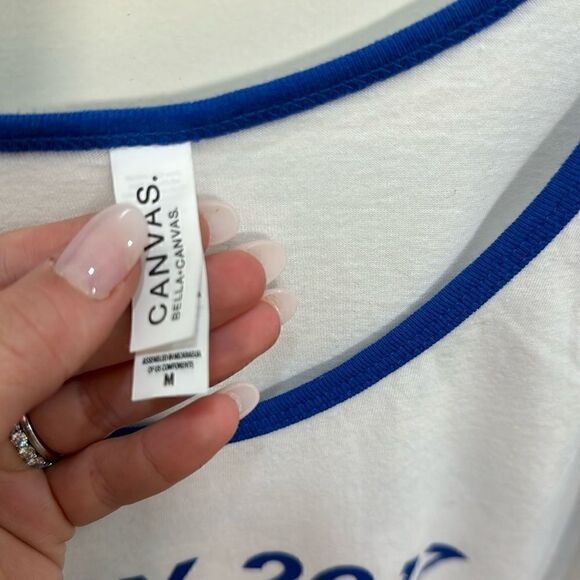 CANVAS.
BELLA+CANVAS.
ASSEMBLED IN NICARAGUA
OF US COMPONENTS
M